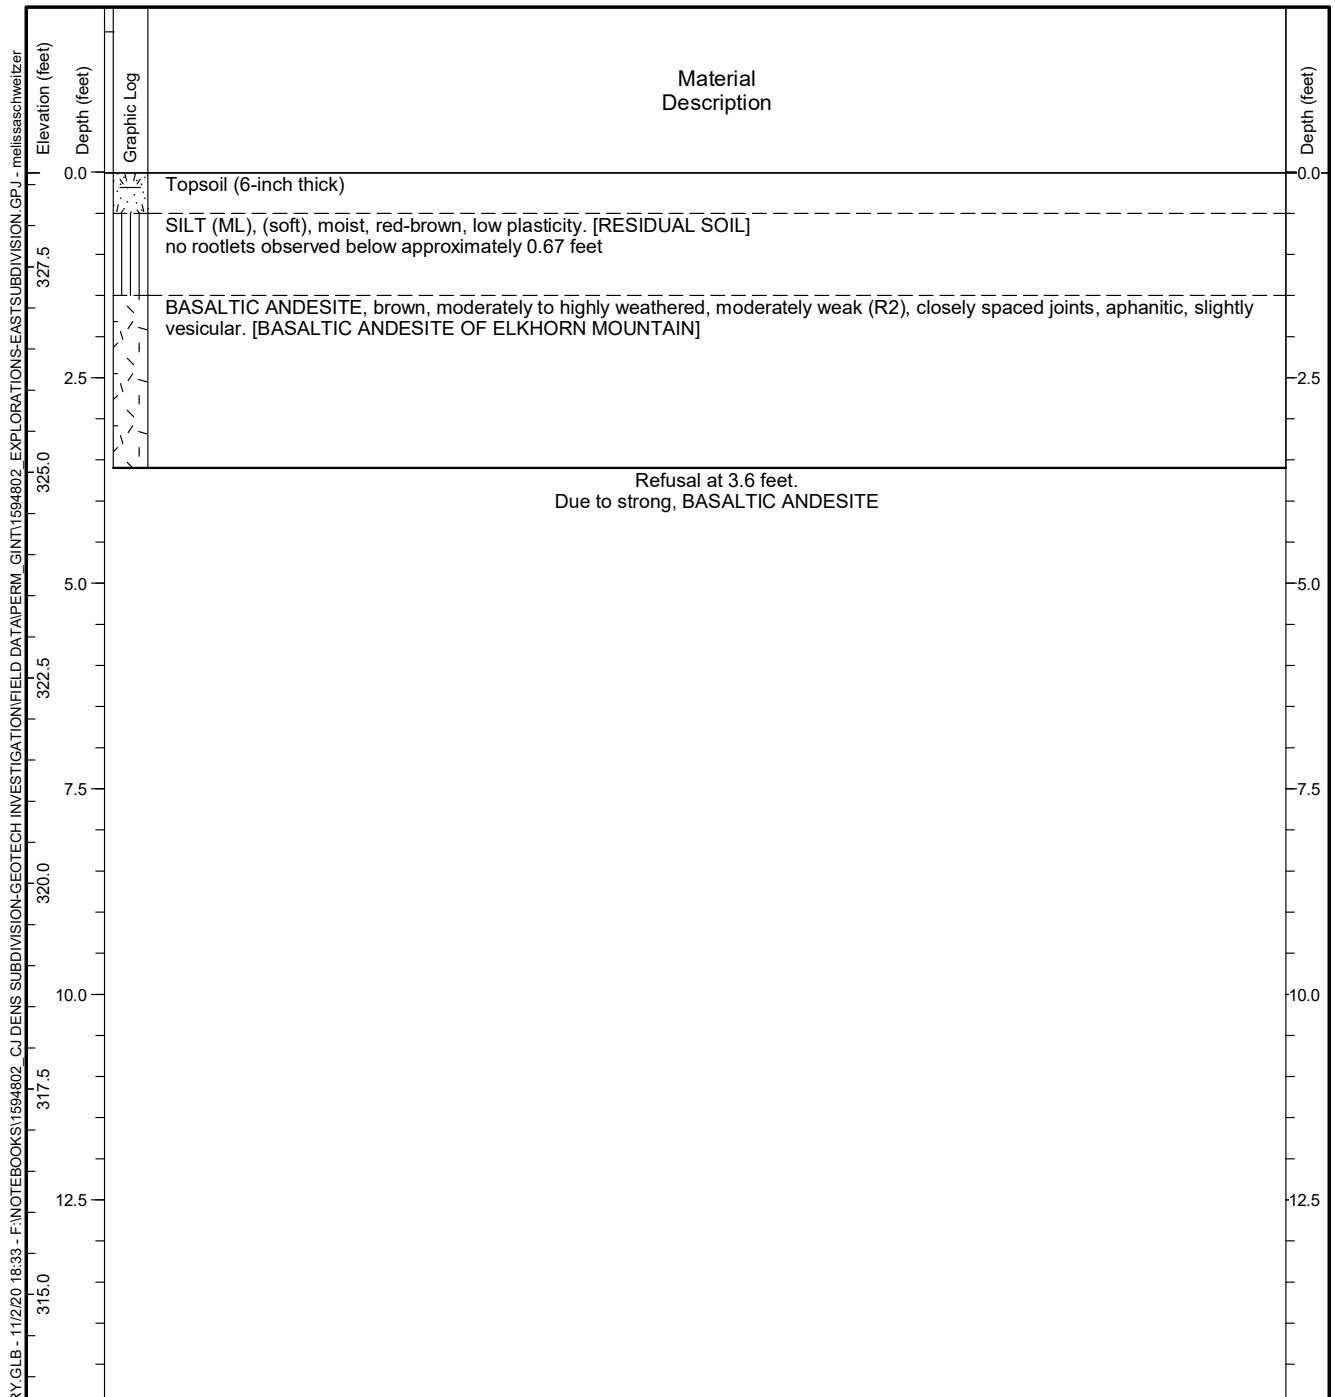 RY.GLB - 11/2/20 18:33 - F:\NOTEBOOKS\1594802_CJ DENS SUBDIVISION-GEOTECH INVESTIGATION\FIELD DATA\PERM_GINT\1594802_EXPLORATIONS-EASTSUBDIVISION.GPJ - melissaschweitzer
Elevation (feet)
Depth (feet)
Graphic Log
Material
Description
Depth (feet)
0.0
Topsoil (6-inch thick)
0.0
SILT (ML), (soft), moist, red-brown, low plasticity. [RESIDUAL SOIL]
no rootlets observed below approximately 0.67 feet
327.5
BASALTIC ANDESITE, brown, moderately to highly weathered, moderately weak (R2), closely spaced joints, aphanitic, slightly
vesicular. [BASALTIC ANDESITE OF ELKHORN MOUNTAIN]
2.5
2.5
325.0
Refusal at 3.6 feet.
Due to strong, BASALTIC ANDESITE
5.0
5.0
322.5
7.5
7.5
320.0
10.0
10.0
317.5
12.5
12.5
315.0